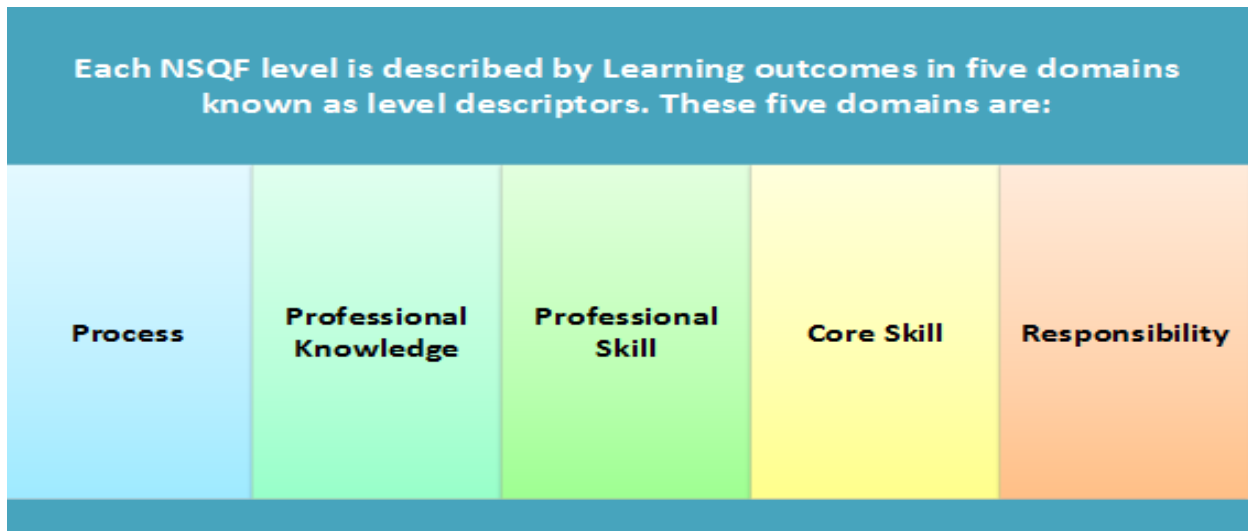 Each NSQF level is described by Learning outcomes in five domains
known as level descriptors. These five domains are:
Process
Professional
Knowledge
Professional
Skill
Core Skill
Responsibility